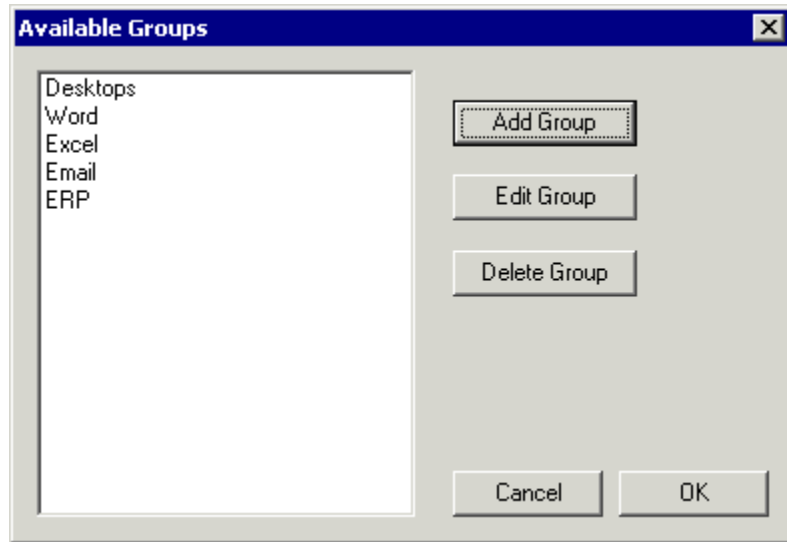 Available Groups
Desktops
Word
Excel
Email
ERP
Add Group
Edit Group
Delete Group
Cancel
OK